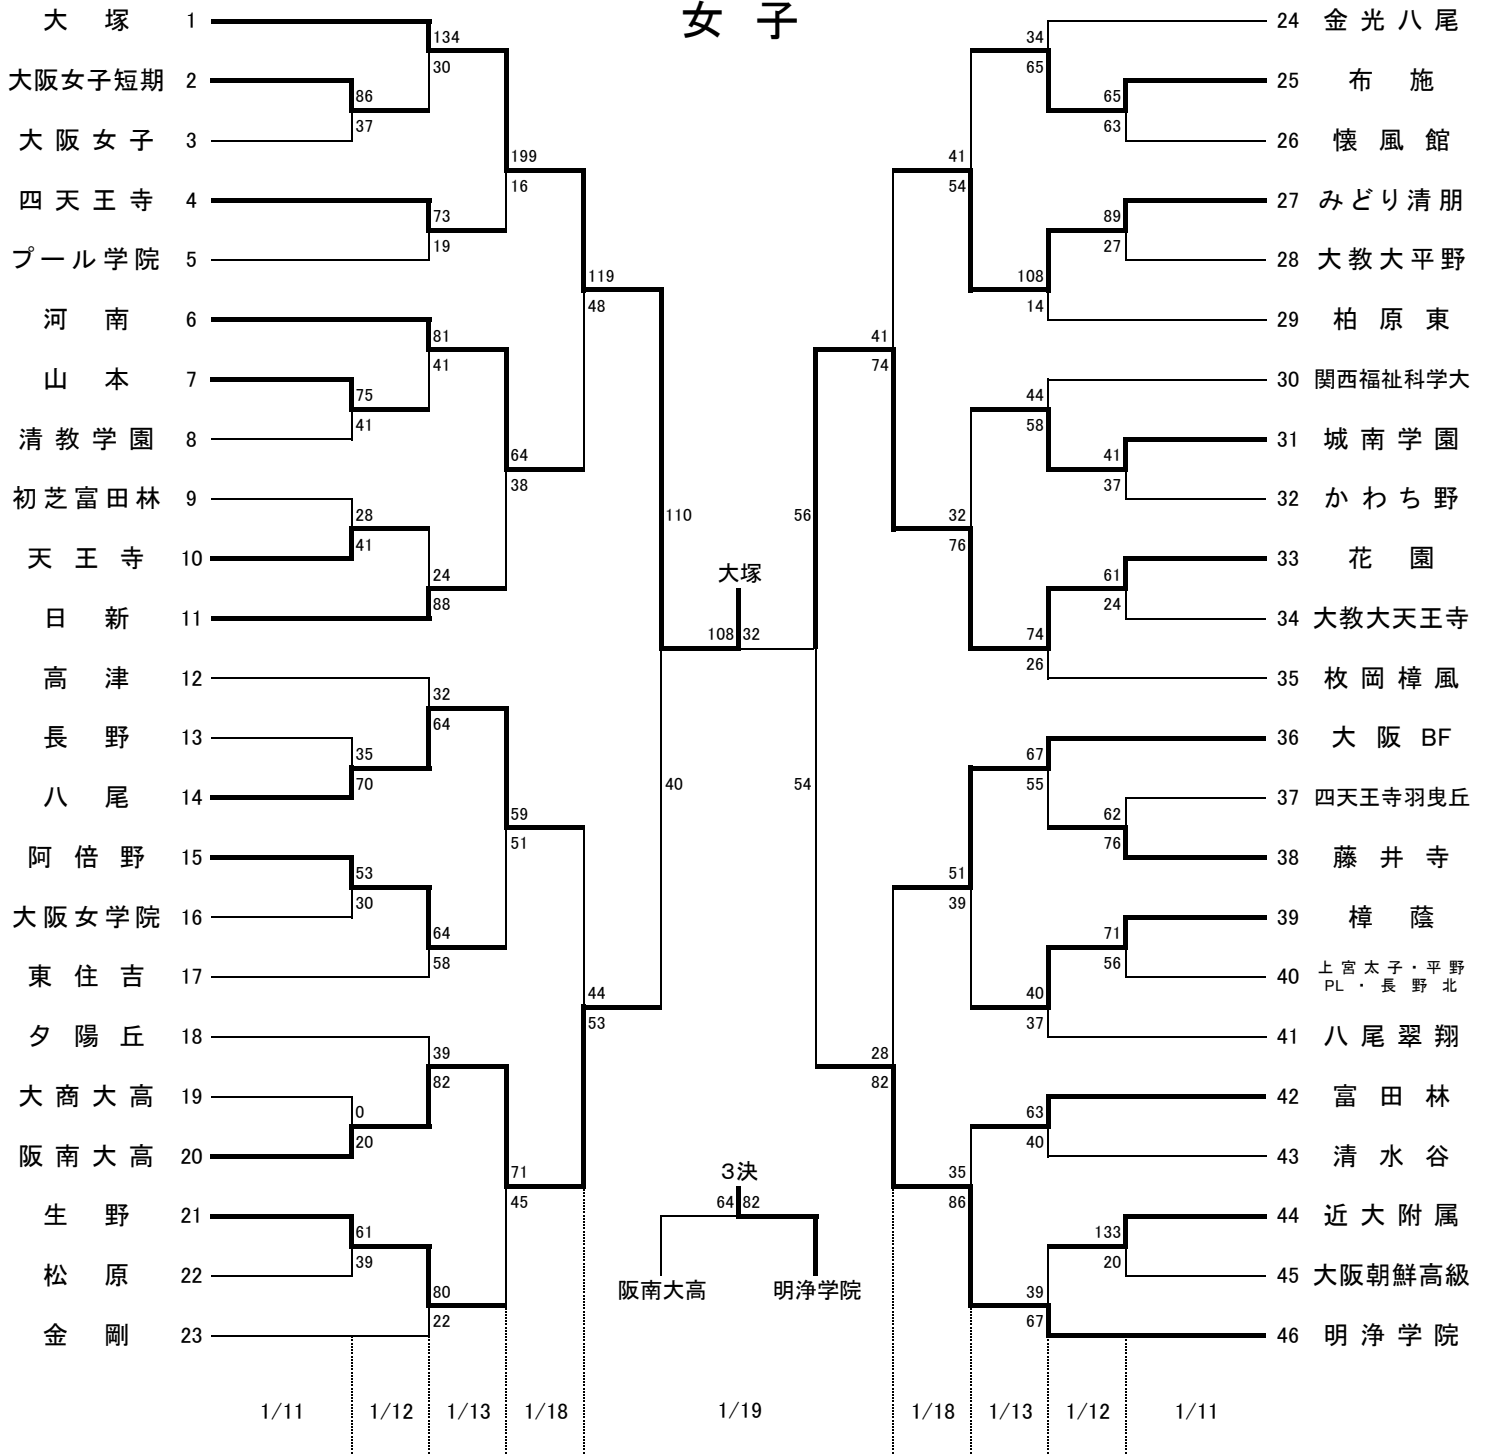 女 子
大 塚 1
大阪女子短期 2
大阪女子 3
四天王寺 4
プール学院 5
河 南 6
山 本 7
清教学園 8
初芝富田林 9
天王寺 10
日 新 11
高 津 12
長 野 13
八 尾 14
阿倍野 15
大阪女学院 16
東住吉 17
夕陽丘 18
大商大高 19
阪南大高 20
生 野 21
松 原 22
金 剛 23
134
30
86
37
199
16
73
19
119
48
81
41
75
41
64
38
28
41
24
88
110
40
32
64
35
70
59
51
53
30
64
58
44
53
39
82
0
20
71
45
61
39
80
22
大塚
108 32
3決
64 82
阪南大高 明浄学院
56
54
34
65
65
63
41
54
89
27
108
14
41
74
44
58
41
37
32
76
61
24
74
26
67
55
62
76
51
39
71
56
40
37
28
82
63
40
35
86
133
20
39
67
24 金光八尾
25 布 施
26 懐風館
27 みどり清朋
28 大教大平野
29 柏原東
30 関西福祉科学大
31 城南学園
32 かわち野
33 花 園
34 大教大天王寺
35 枚岡樟風
36 大阪BF
37 四天王寺羽曳丘
38 藤井寺
39 樟 蔭
40 上宮太子・平野
PL・長野北
41 八尾翠翔
42 富田林
43 清水谷
44 近大附属
45 大阪朝鮮高級
46 明浄学院
1/11 1/12 1/13 1/18 1/19 1/18 1/13 1/12 1/11